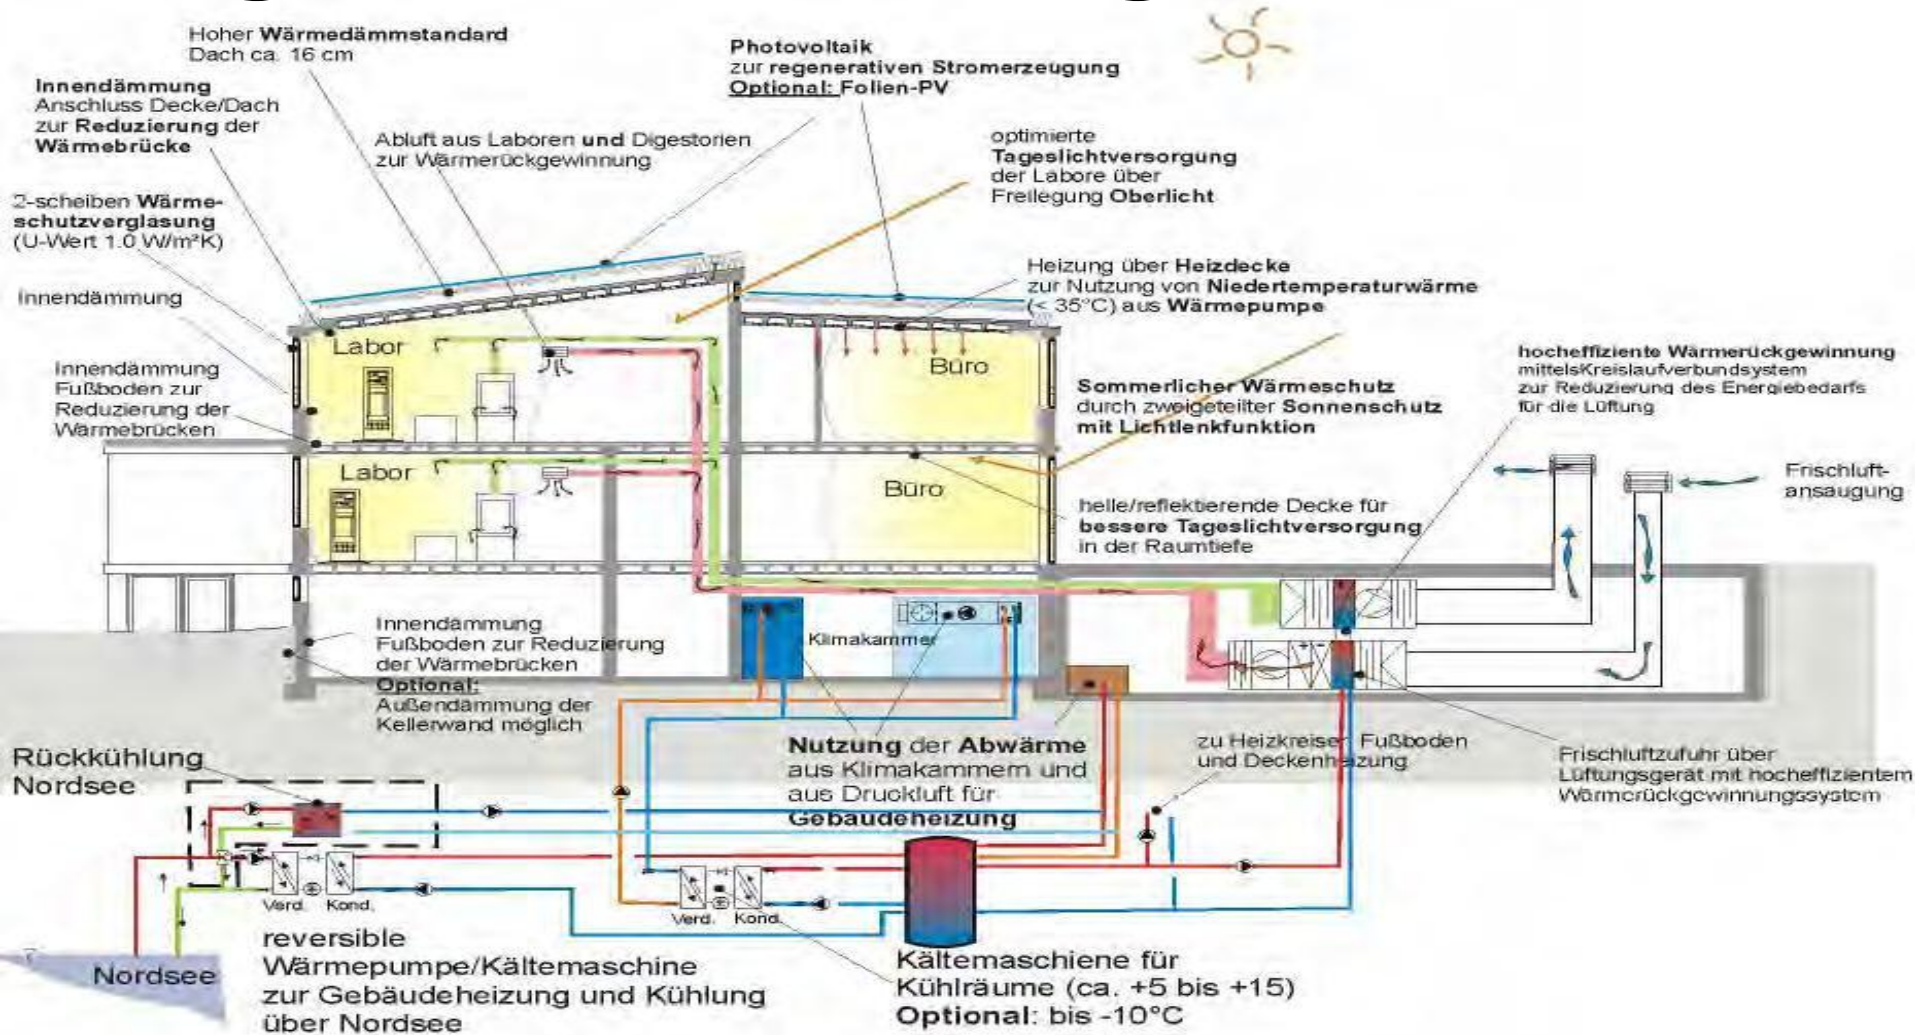 Hoher Wärmedämmstandard
Dach ca. 16 cm
Photovoltaik
zur regenerativen Stromerzeugung
Optional: Folien-PV
Innendämmung
Anschluss Decke/Dach
zur Reduzierung der
Wärmebrücke
Abluft aus Laboren und Digestorien
zur Wärmerückgewinnung
optimierte
Tageslichtversorgung
der Labore über
Freilegung Oberlicht
2-scheiben Wärme-
schutzverglasung
(U-Wert 1.0 W/m²K)
Innendämmung
Heizung über Heizdecke
zur Nutzung von Niedertemperaturwärme
(< 35°C) aus Wärmepumpe
Innendämmung
Fußboden zur
Reduzierung der
Wärmebrücken
Labor
Büro
Sommerlicher Wärmeschutz
durch zweigeteilter Sonnenschutz
mit Lichtlenkfunktion
hocheffiziente Wärmerückgewinnung
mittelsKreislaufverbundsystem
zur Reduzierung des Energiebedarfs
für die Lüftung
Labor
Büro
Frischluft-
ansaugung
helle/reflektierende Decke für
bessere Tageslichtversorgung
in der Raumtiefe
Innendämmung
Fußboden zur Reduzierung
der Wärmebrücken
Optional:
Außendämmung der
Kellerwand möglich
Klimakammer
Rückkühlung
Nordsee
Nutzung der Abwärme
aus Klimakammern und
aus Druckluft für
Gebäudeheizung
zu Heizkreiser, Fußboden
und Deckenheizung
Frischluftzufuhr über
Lüftungsgerät mit hocheffizientem
Wärmerückgewinnungssystem
Verd. Kond.
Verd. Kond.
Nordsee
reversible
Wärmepumpe/Kältemaschine
zur Gebäudeheizung und Kühlung
über Nordsee
Kältemaschiene für
Kühlräume (ca. +5 bis +15)
Optional: bis -10°C